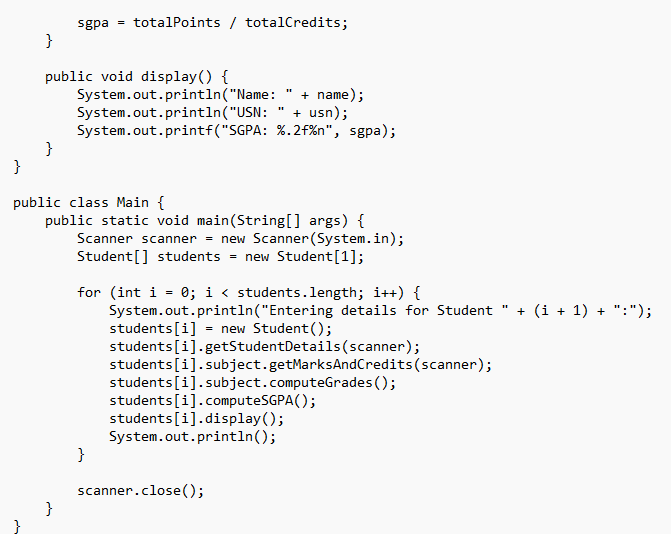 sgpa = totalPoints / totalCredits;
    }

    public void display() {
        System.out.println("Name: " + name);
        System.out.println("USN: " + usn);
        System.out.printf("SGPA: %.2f%n", sgpa);
    }
}

public class Main {
    public static void main(String[] args) {
        Scanner scanner = new Scanner(System.in);
        Student[] students = new Student[1];

        for (int i = 0; i < students.length; i++) {
            System.out.println("Entering details for Student " + (i + 1) + ":");
            students[i] = new Student();
            students[i].getStudentDetails(scanner);
            students[i].subject.getMarksAndCredits(scanner);
            students[i].subject.computeGrades();
            students[i].computeSGPA();
            students[i].display();
            System.out.println();
        }

        scanner.close();
    }
}